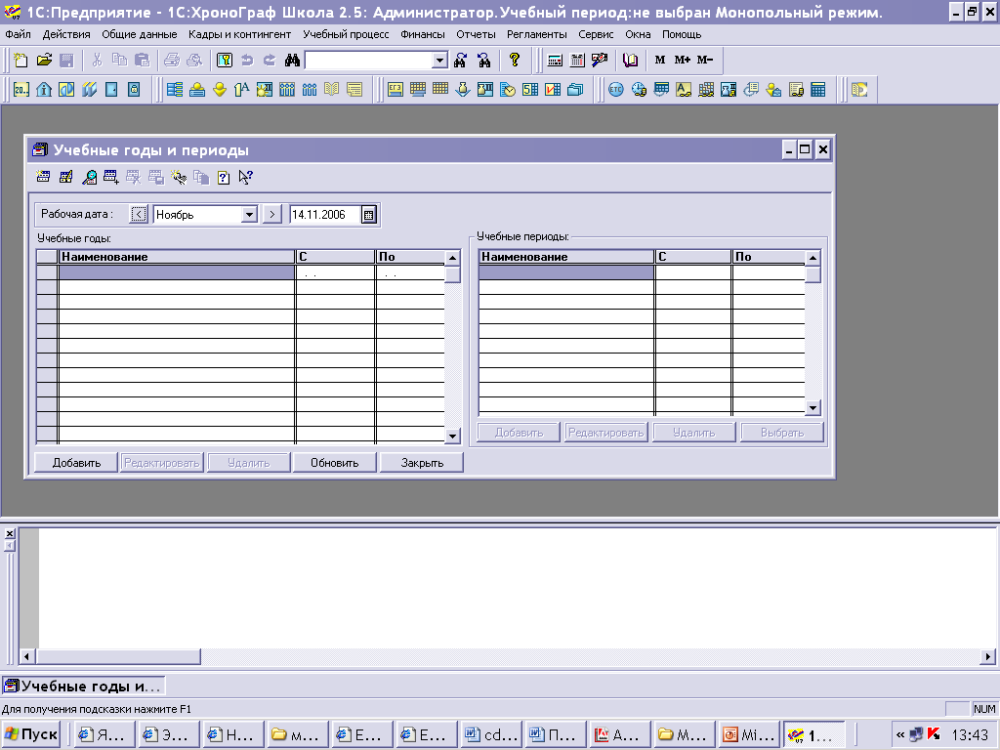 1С:Предприятие - 1С:ХроноГраф Школа 2.5: Администратор.Учебный период:не выбран Монопольный режим.
Файл Действия Общие данные Кадры и контингент Учебный процесс Финансы Отчеты Регламенты Сервис Окна Помощь
М М+ М−
Учебные годы и периоды
Рабочая дата : < Ноябрь > 14.11.2006
Учебные годы:
Учебные периоды:
Наименование С По
Наименование С По
. . . .
Добавить Редактировать Удалить Выбрать
Добавить Редактировать Удалить Обновить Закрыть
Учебные годы и...
Для получения подсказки нажмите F1
NUM
Пуск Я... Э... Н... м... Е... Е... cd... П... А... М... Mi... 1... « 13:43